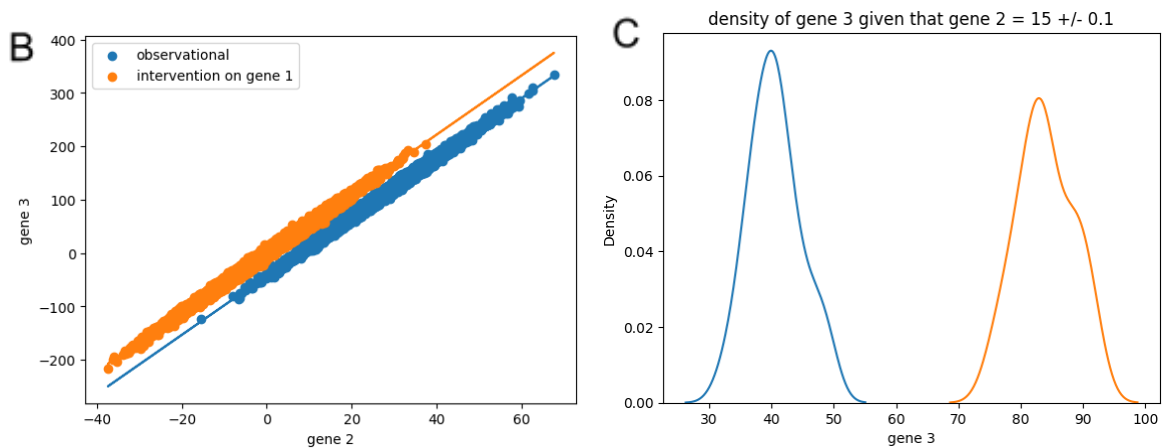 B
400
300
200
100
0
−100
−200
gene 3
observational
intervention on gene 1
−40
−20
0
20
40
60
gene 2
C
density of gene 3 given that gene 2 = 15 +/- 0.1
0.08
0.06
0.04
0.02
0.00
Density
30
40
50
60
70
80
90
100
gene 3